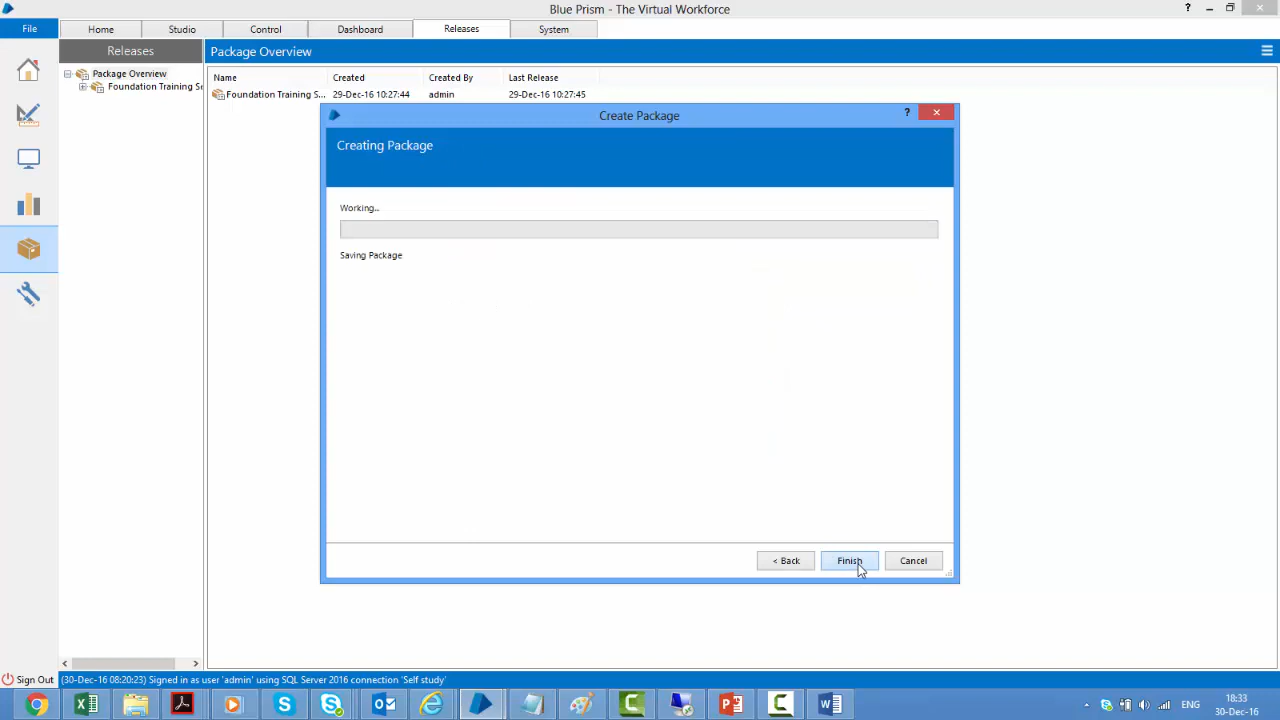 Blue Prism - The Virtual Workforce
?
File
Home
Studio
Control
Dashboard
Releases
System
Releases
Package Overview
Package Overview
Foundation Training Sr
Name
Created
Created By
Last Release
Foundation Training S...
29-Dec-16 10:27:44
admin
29-Dec-16 10:27:45
Create Package
?
Creating Package
Working..
Saving Package
< Back
Finish
Cancel
Sign Out
(30-Dec-16 08:20:23) Signed in as user 'admin' using SQL Server 2016 connection 'Self study'
ENG
18:33
30-Dec-16